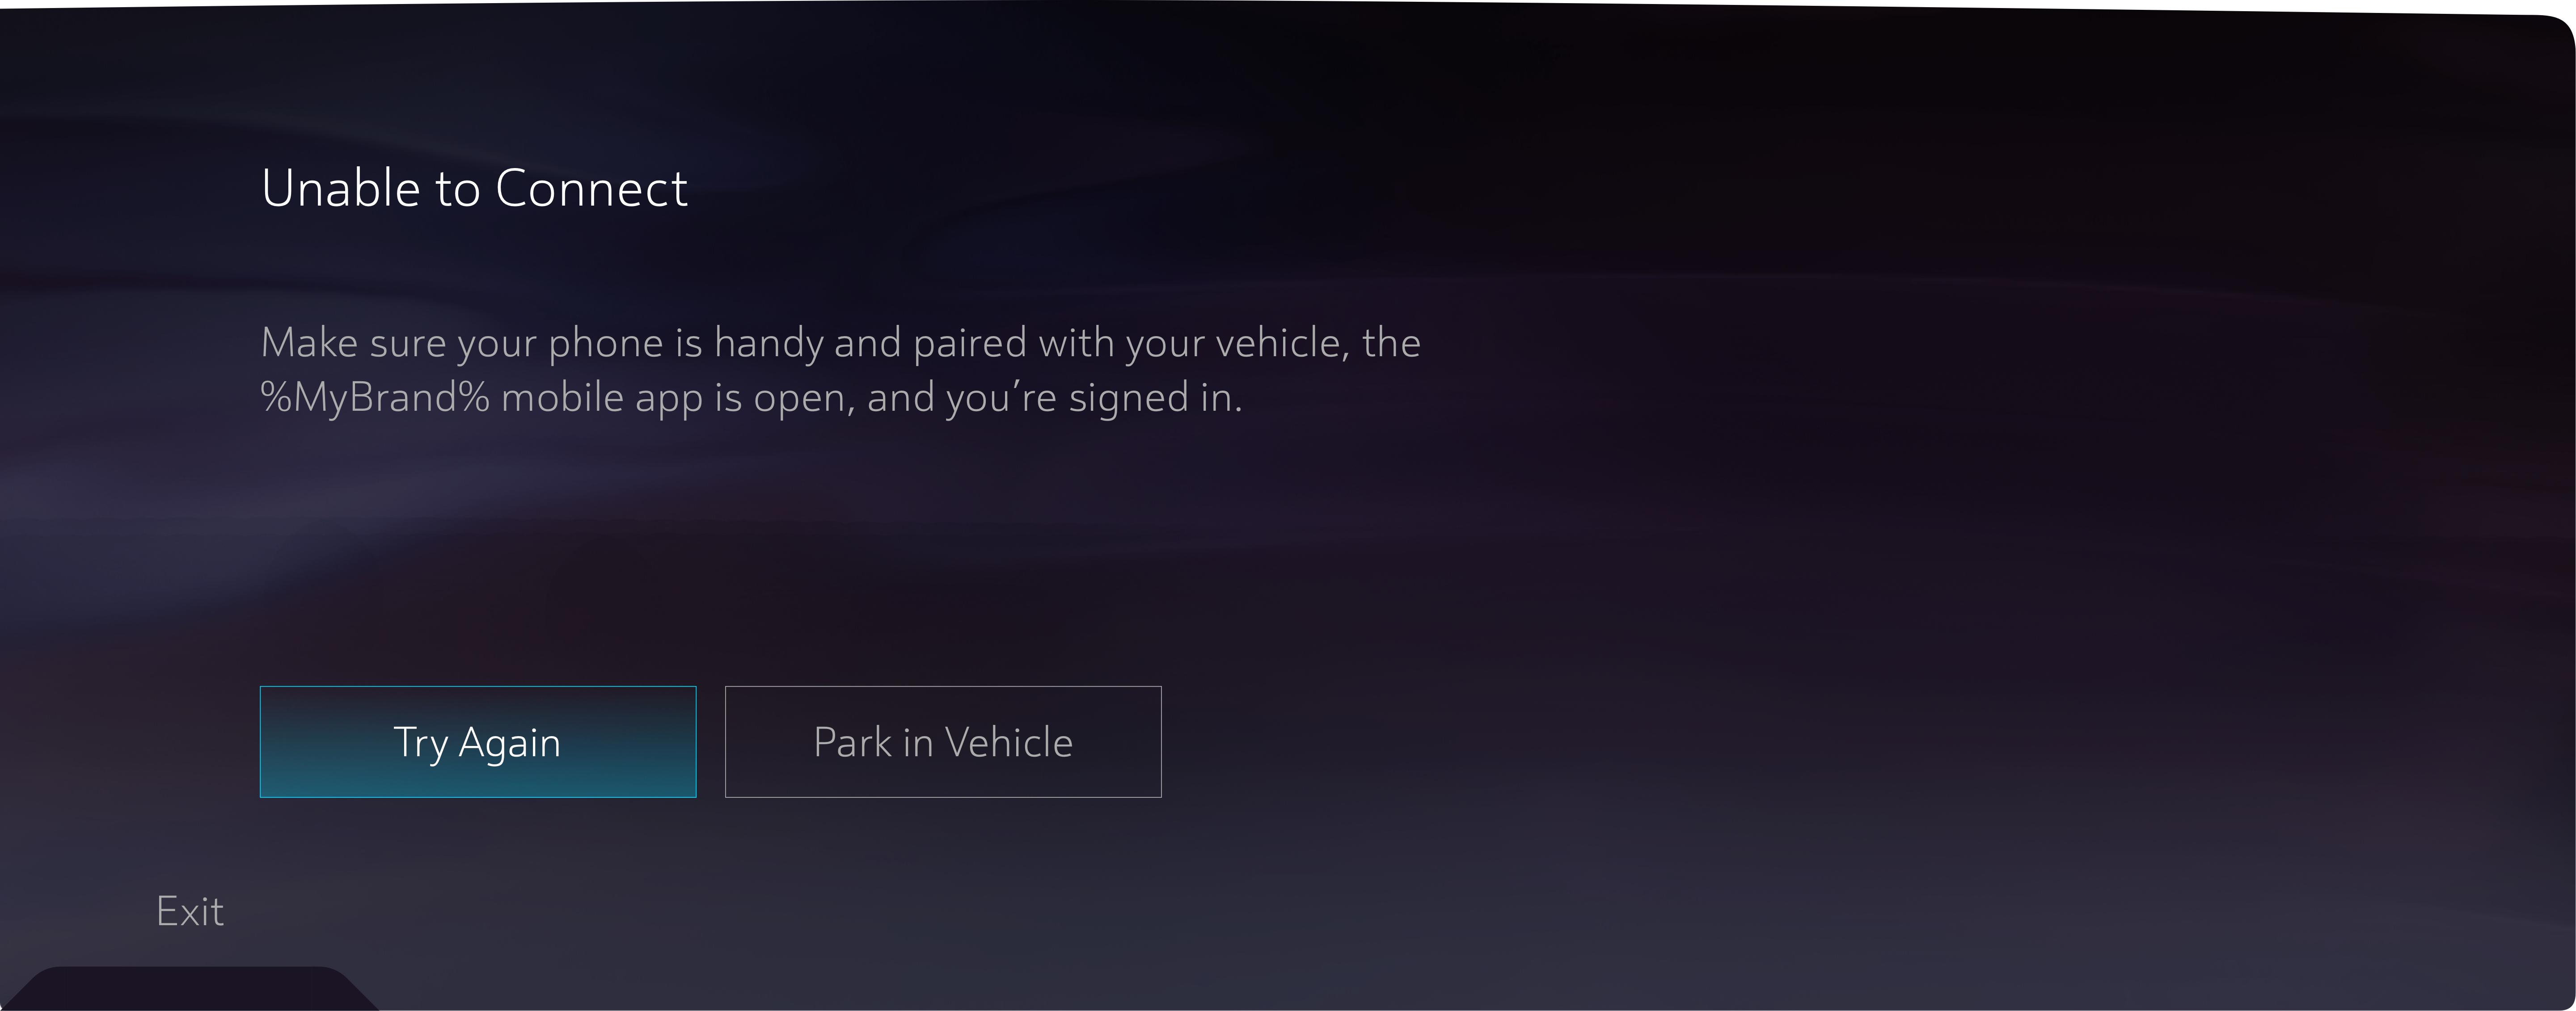 Unable to Connect
Make sure your phone is handy and paired with your vehicle, the
%MyBrand% mobile app is open, and you’re signed in.
Try Again
Park in Vehicle
Exit